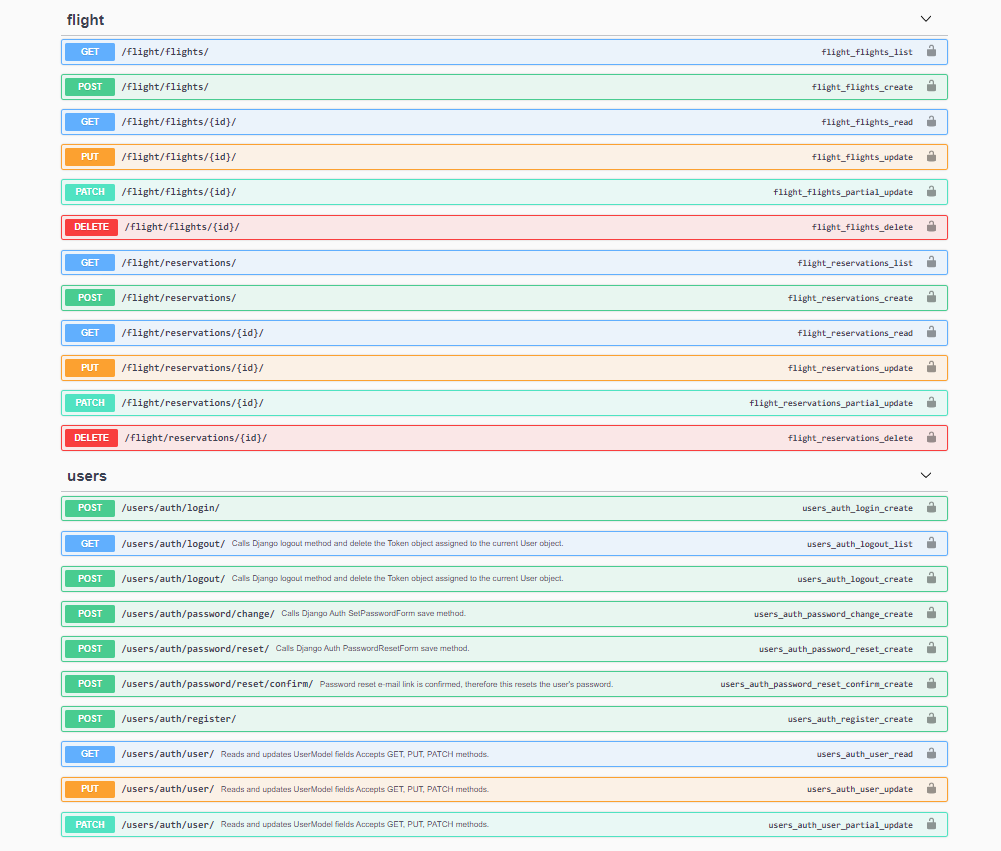 flight
GET /flight/flights/ flight_flights_list
POST /flight/flights/ flight_flights_create
GET /flight/flights/{id}/ flight_flights_read
PUT /flight/flights/{id}/ flight_flights_update
PATCH /flight/flights/{id}/ flight_flights_partial_update
DELETE /flight/flights/{id}/ flight_flights_delete
GET /flight/reservations/ flight_reservations_list
POST /flight/reservations/ flight_reservations_create
GET /flight/reservations/{id}/ flight_reservations_read
PUT /flight/reservations/{id}/ flight_reservations_update
PATCH /flight/reservations/{id}/ flight_reservations_partial_update
DELETE /flight/reservations/{id}/ flight_reservations_delete
users
POST /users/auth/login/ users_auth_login_create
GET /users/auth/logout/ Calls Django logout method and delete the Token object assigned to the current User object. users_auth_logout_list
POST /users/auth/logout/ Calls Django logout method and delete the Token object assigned to the current User object. users_auth_logout_create
POST /users/auth/password/change/ Calls Django Auth SetPasswordForm save method. users_auth_password_change_create
POST /users/auth/password/reset/ Calls Django Auth PasswordResetForm save method. users_auth_password_reset_create
POST /users/auth/password/reset/confirm/ Password reset e-mail link is confirmed, therefore this resets the user's password. users_auth_password_reset_confirm_create
POST /users/auth/register/ users_auth_register_create
GET /users/auth/user/ Reads and updates UserModel fields Accepts GET, PUT, PATCH methods. users_auth_user_read
PUT /users/auth/user/ Reads and updates UserModel fields Accepts GET, PUT, PATCH methods. users_auth_user_update
PATCH /users/auth/user/ Reads and updates UserModel fields Accepts GET, PUT, PATCH methods. users_auth_user_partial_update